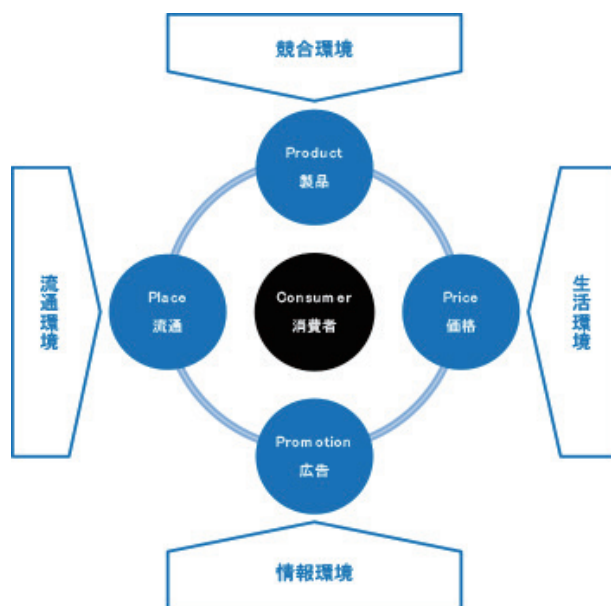 競合環境
Product
製品
流通環境
Place
流通
Consumer
消費者
Price
価格
生活環境
Promotion
広告
情報環境